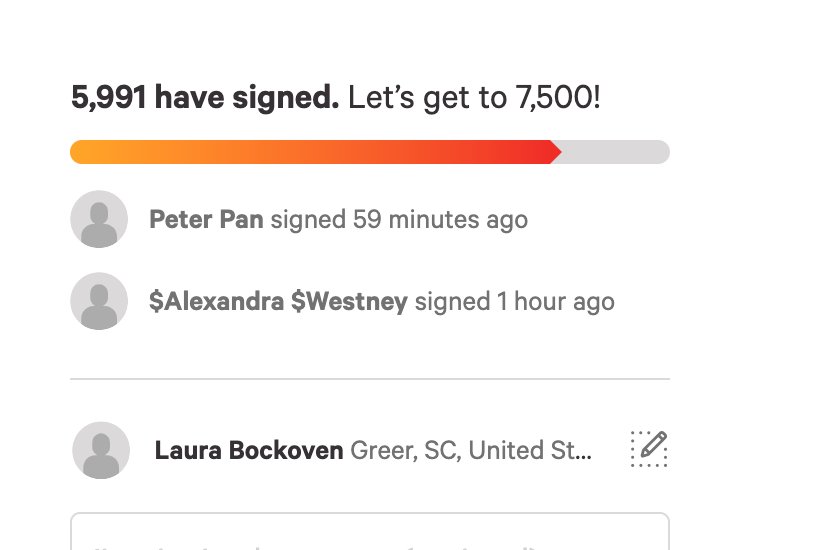 5,991 have signed. Let's get to 7,500!
Peter Pan signed 59 minutes ago
$Alexandra $Westney signed 1 hour ago
Laura Bockoven Greer, SC, United St...